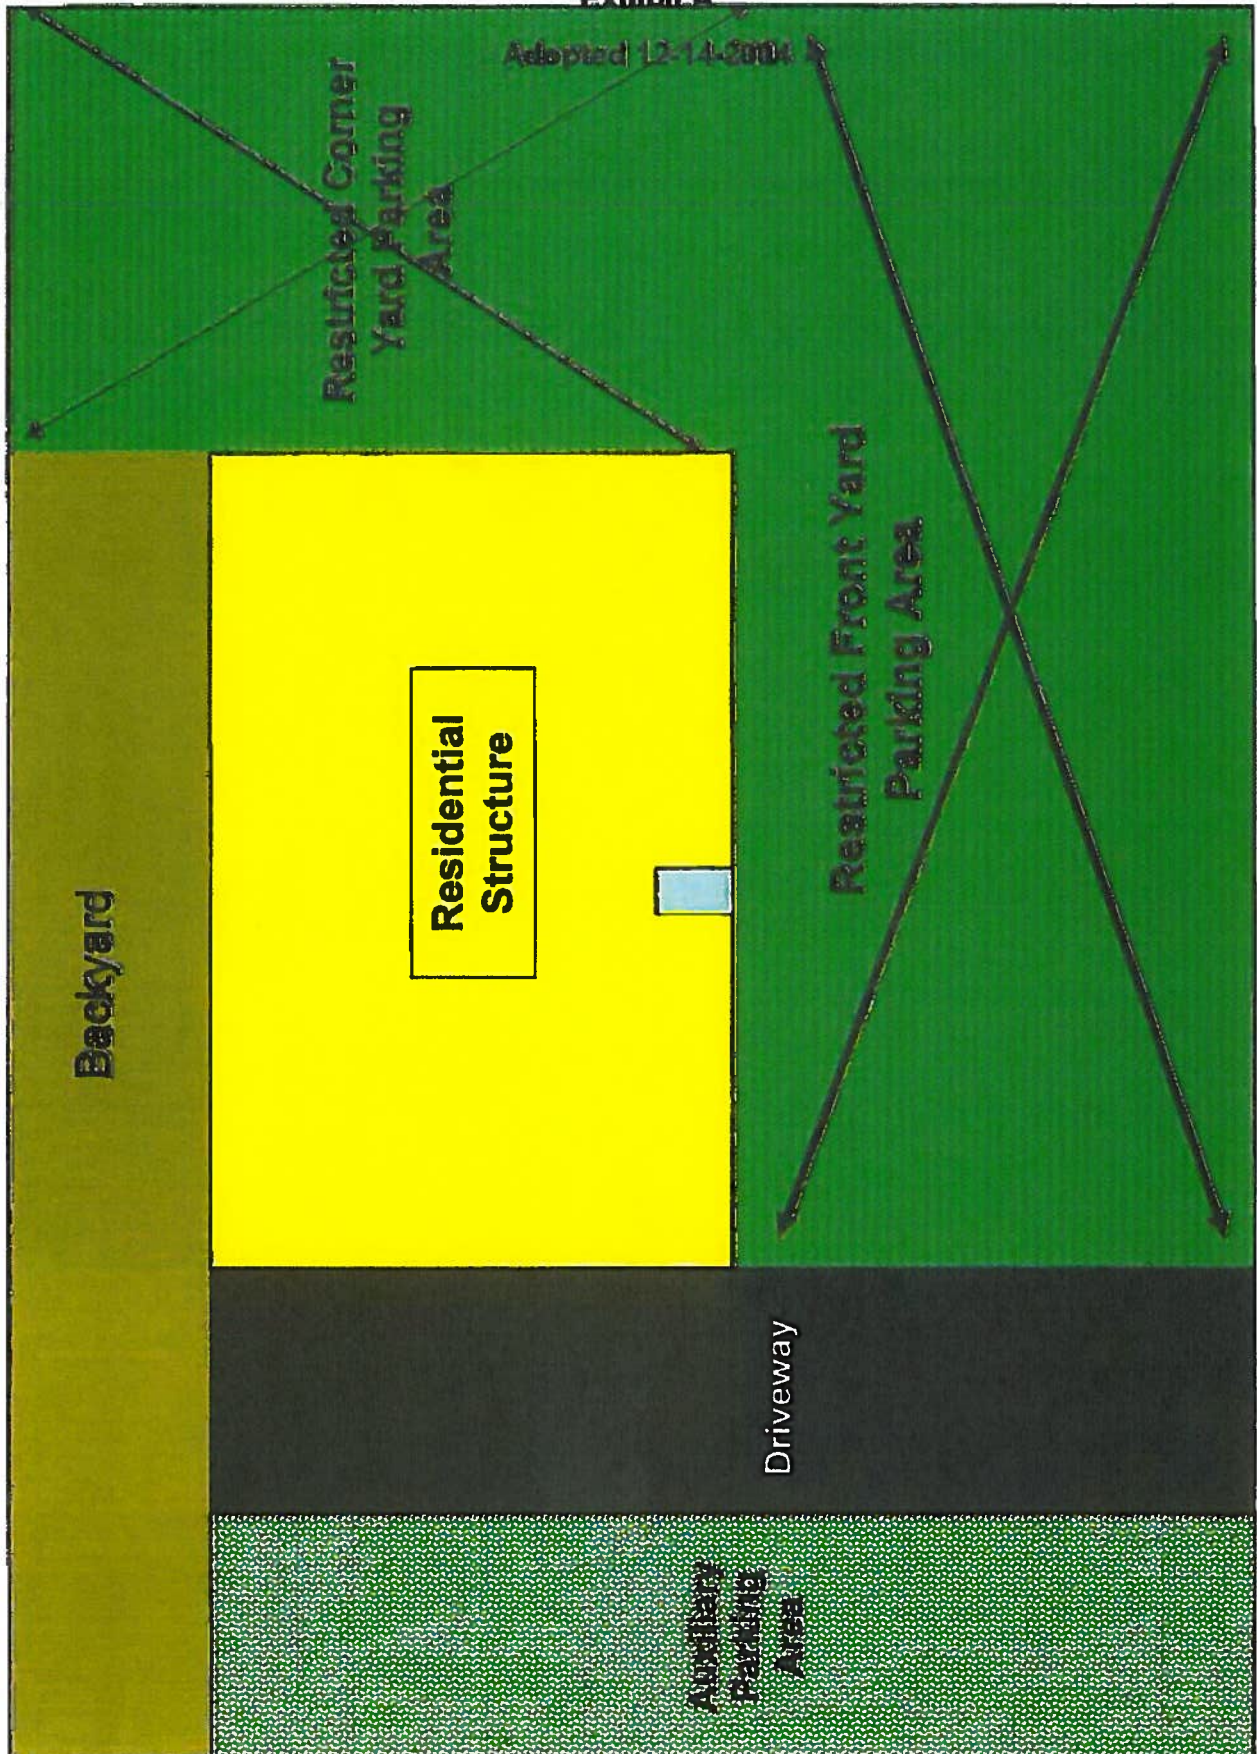 Adopted 12-14-2004
Restricted Corner
Yard Parking
Area
Backyard
Residential
Structure
Restricted Front Yard
Parking Area
Driveway
Auxiliary
Parking
Area